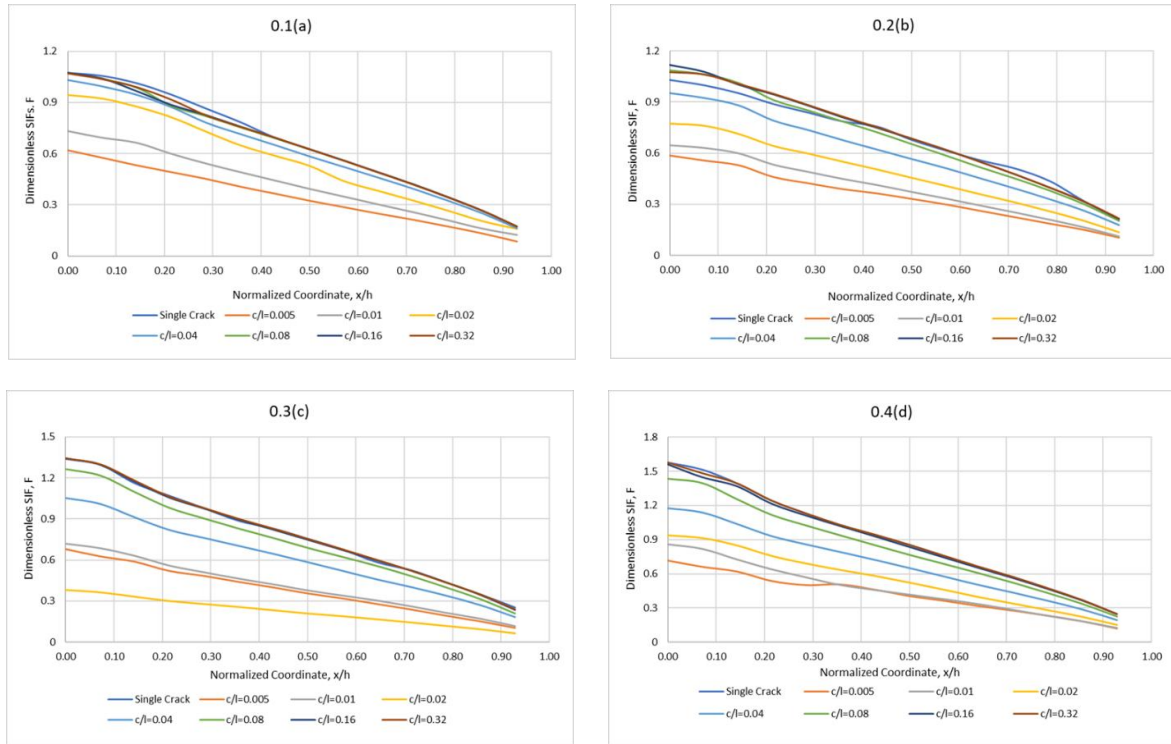 0.1(a)
Dimensionless SIFs. F
1.2
0.9
0.6
0.3
0
0.00 0.10 0.20 0.30 0.40 0.50 0.60 0.70 0.80 0.90 1.00
Normalized Coordinate, x/h
Single Crack c/l=0.005 c/l=0.01 c/l=0.02
c/l=0.04 c/l=0.08 c/l=0.16 c/l=0.32
0.2(b)
Dimensionless SIF, F
1.2
0.9
0.6
0.3
0
0.00 0.10 0.20 0.30 0.40 0.50 0.60 0.70 0.80 0.90 1.00
Noormalized Coordinate, x/h
Single Crack c/l=0.005 c/l=0.01 c/l=0.02
c/l=0.04 c/l=0.08 c/l=0.16 c/l=0.32
0.3(c)
Dimensionless SIF, F
1.5
1.2
0.9
0.6
0.3
0
0.00 0.10 0.20 0.30 0.40 0.50 0.60 0.70 0.80 0.90 1.00
Normalized Coordinate, x/h
Single Crack c/l=0.005 c/l=0.01 c/l=0.02
c/l=0.04 c/l=0.08 c/l=0.16 c/l=0.32
0.4(d)
Dimensionless SIF, F
1.8
1.5
1.2
0.9
0.6
0.3
0
0.00 0.10 0.20 0.30 0.40 0.50 0.60 0.70 0.80 0.90 1.00
Normalized Coordinate, x/h
Single Crack c/l=0.005 c/l=0.01 c/l=0.02
c/l=0.04 c/l=0.08 c/l=0.16 c/l=0.32